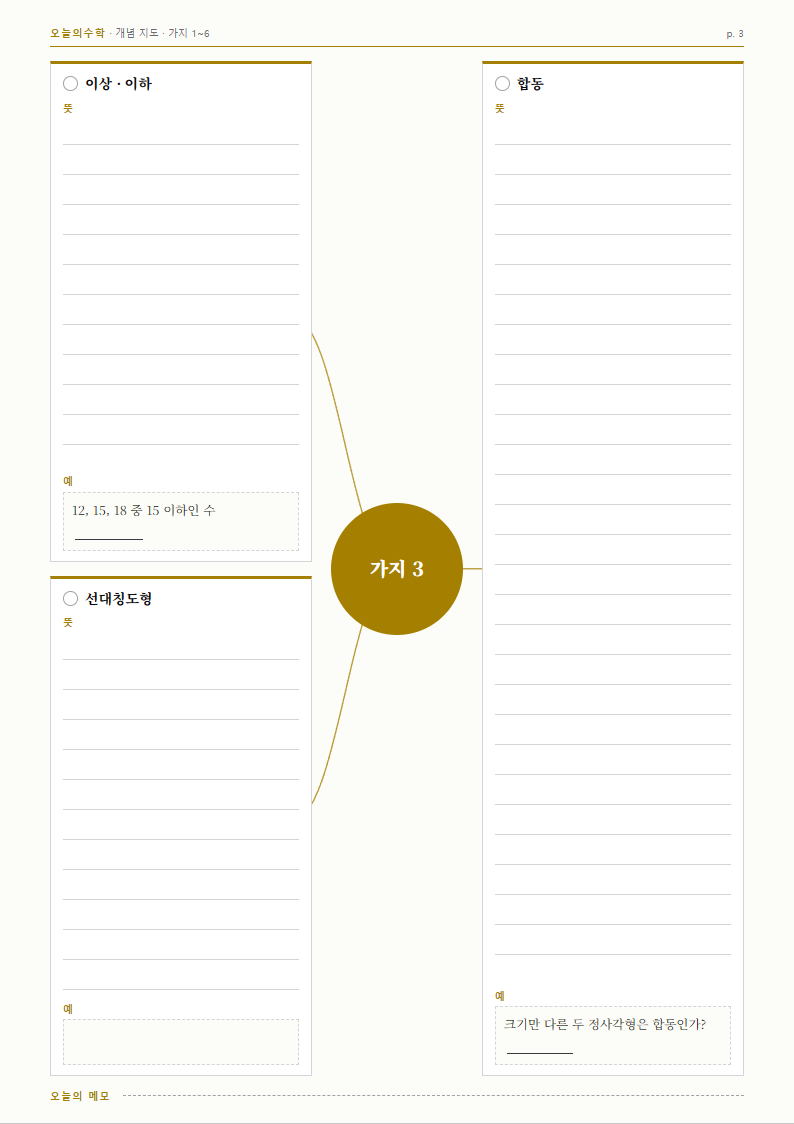 오늘의수학 · 개념 지도 · 가지 1~6
p. 3
이상 · 이하
뜻
예
12, 15, 18 중 15 이하인 수
선대칭도형
뜻
예
가지 3
합동
뜻
예
크기만 다른 두 정사각형은 합동인가?
오늘의 메모